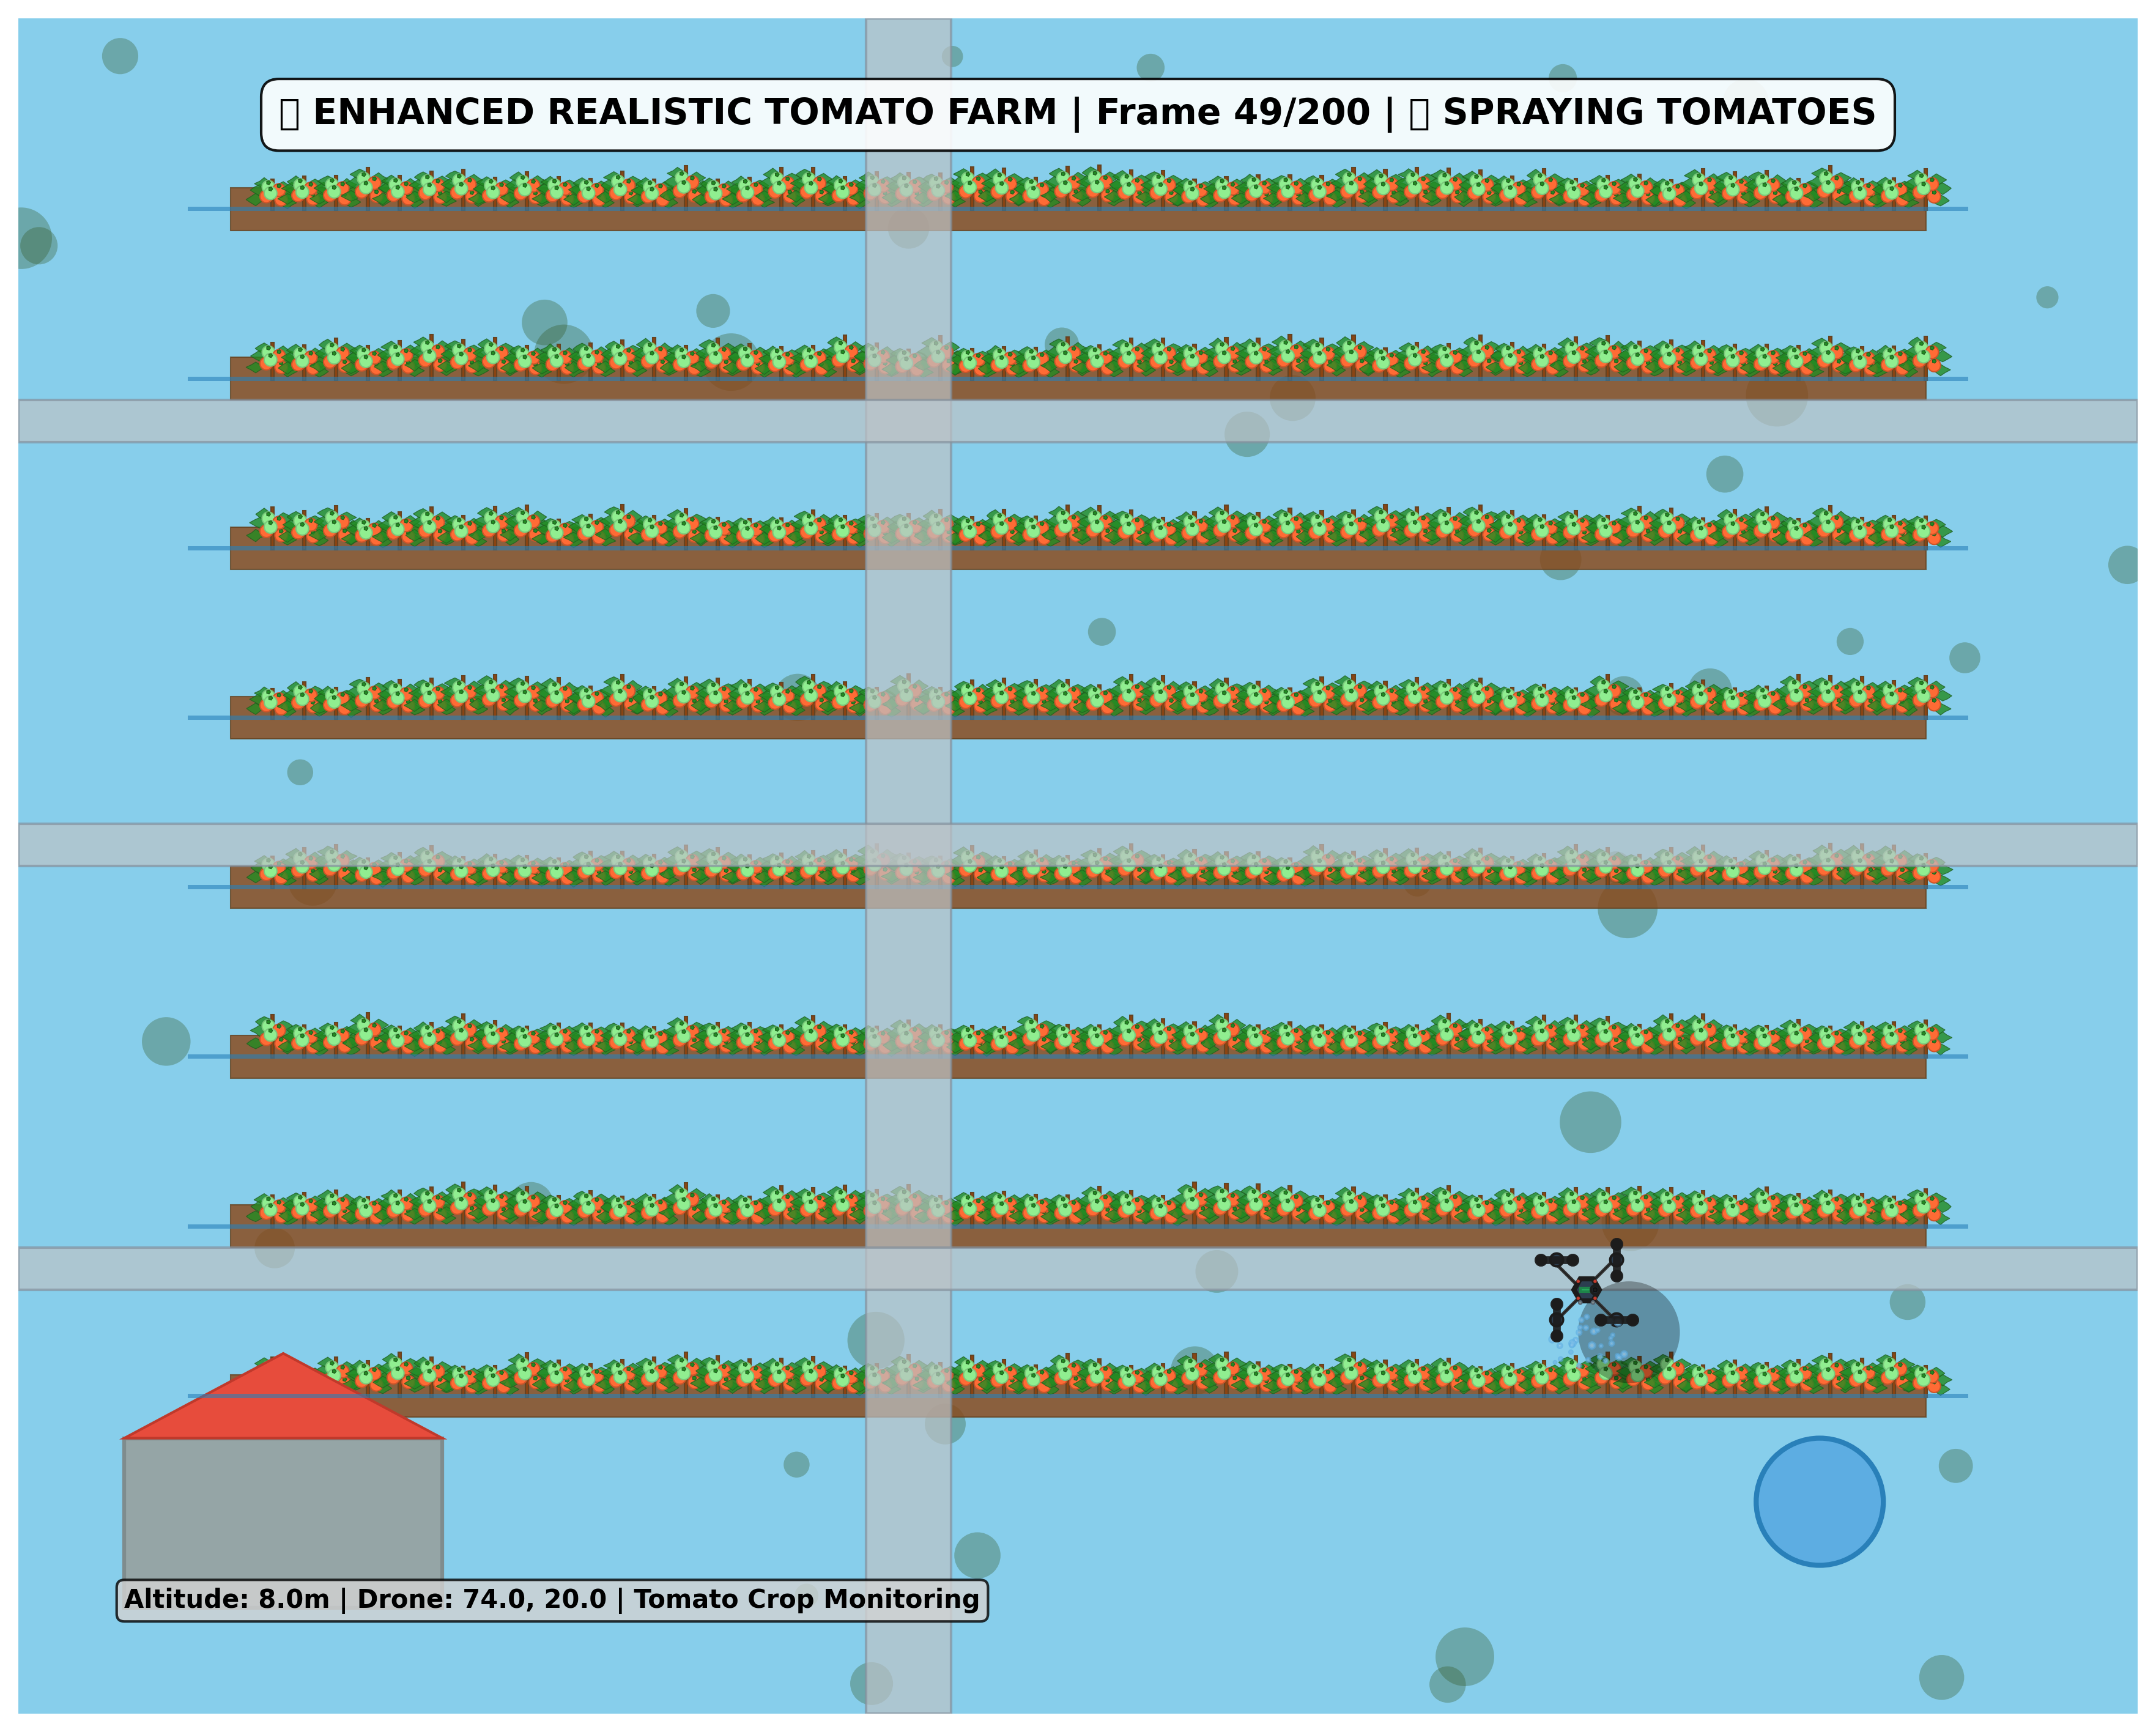 ▯ ENHANCED REALISTIC TOMATO FARM | Frame 49/200 | ▯ SPRAYING TOMATOES
Altitude: 8.0m | Drone: 74.0, 20.0 | Tomato Crop Monitoring